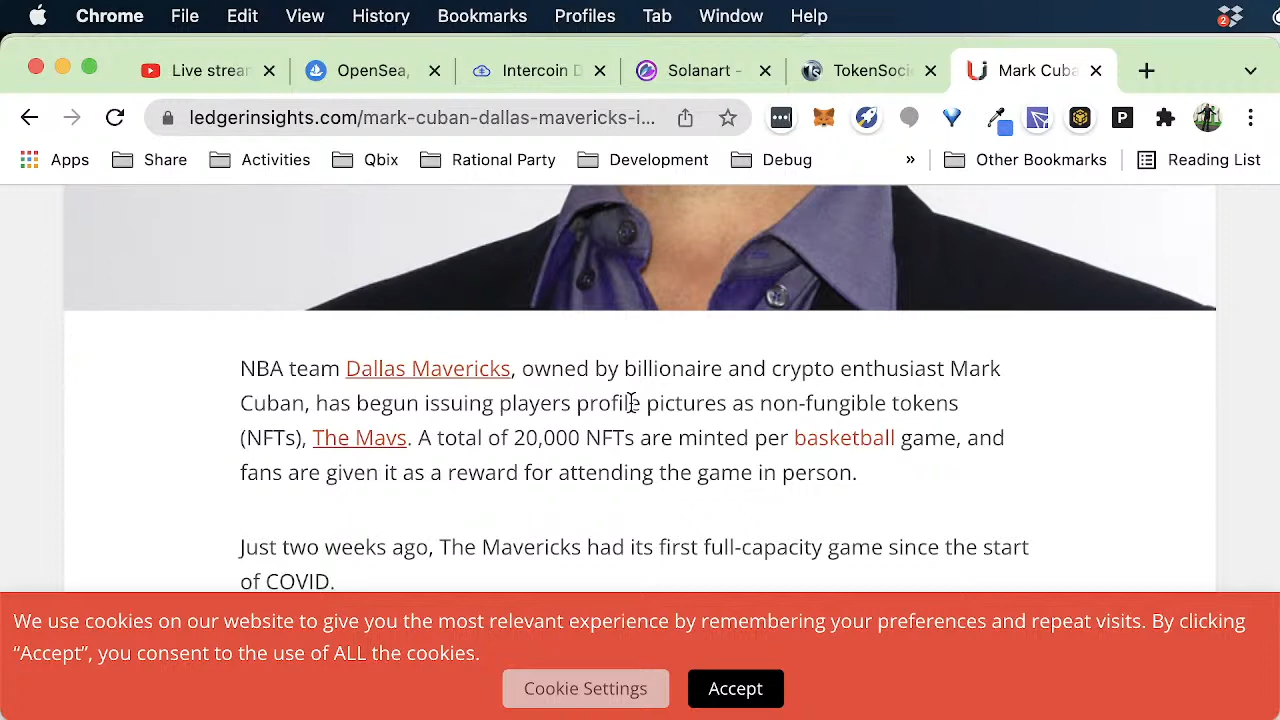 Chrome File Edit View History Bookmarks Profiles Tab Window Help 2
Live strean OpenSea, Intercoin D Solanart - TokenSocie Mark Cuba
ledgerinsights.com/mark-cuban-dallas-mavericks-i...
Apps Share Activities Qbix Rational Party Development Debug » Other Bookmarks Reading List
NBA team Dallas Mavericks, owned by billionaire and crypto enthusiast Mark
Cuban, has begun issuing players profile pictures as non-fungible tokens
(NFTs), The Mavs. A total of 20,000 NFTs are minted per basketball game, and
fans are given it as a reward for attending the game in person.
Just two weeks ago, The Mavericks had its first full-capacity game since the start
of COVID.
We use cookies on our website to give you the most relevant experience by remembering your preferences and repeat visits. By clicking
“Accept”, you consent to the use of ALL the cookies.
Cookie Settings Accept